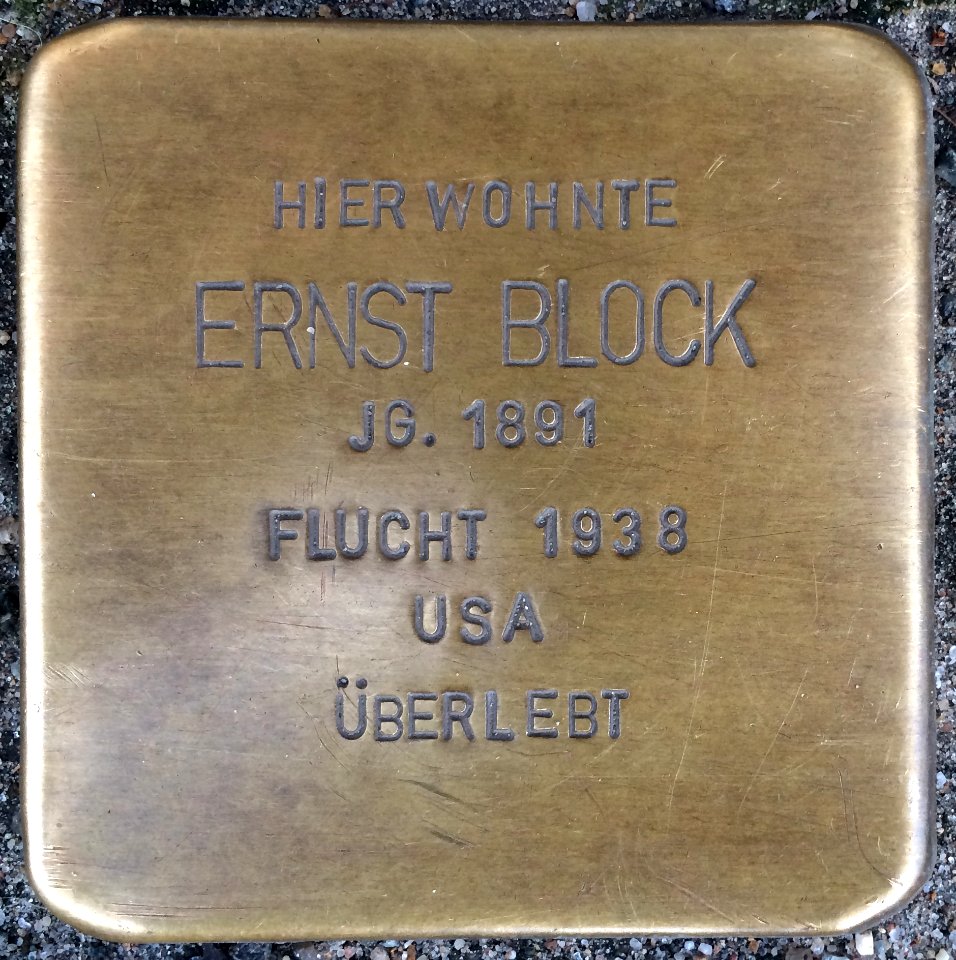 HIER WOHNTE
ERNST BLOCK
JG. 1891
FLUCHT 1938
USA
ÜBERLEBT